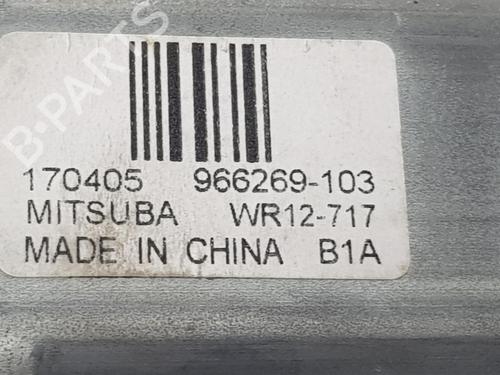 B-PARTS
170405 966269-103
MITSUBA WR12-717
MADE IN CHINA B1A